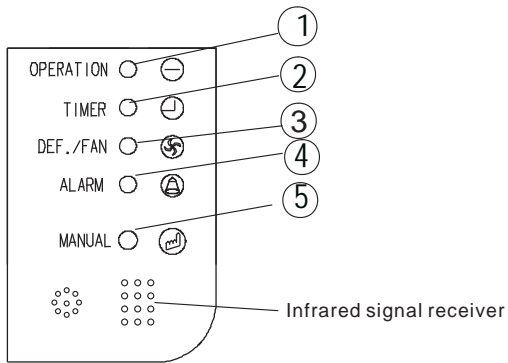 1
OPERATION
2
TIMER
3
DEF./FAN
4
ALARM
5
MANUAL
Infrared signal receiver